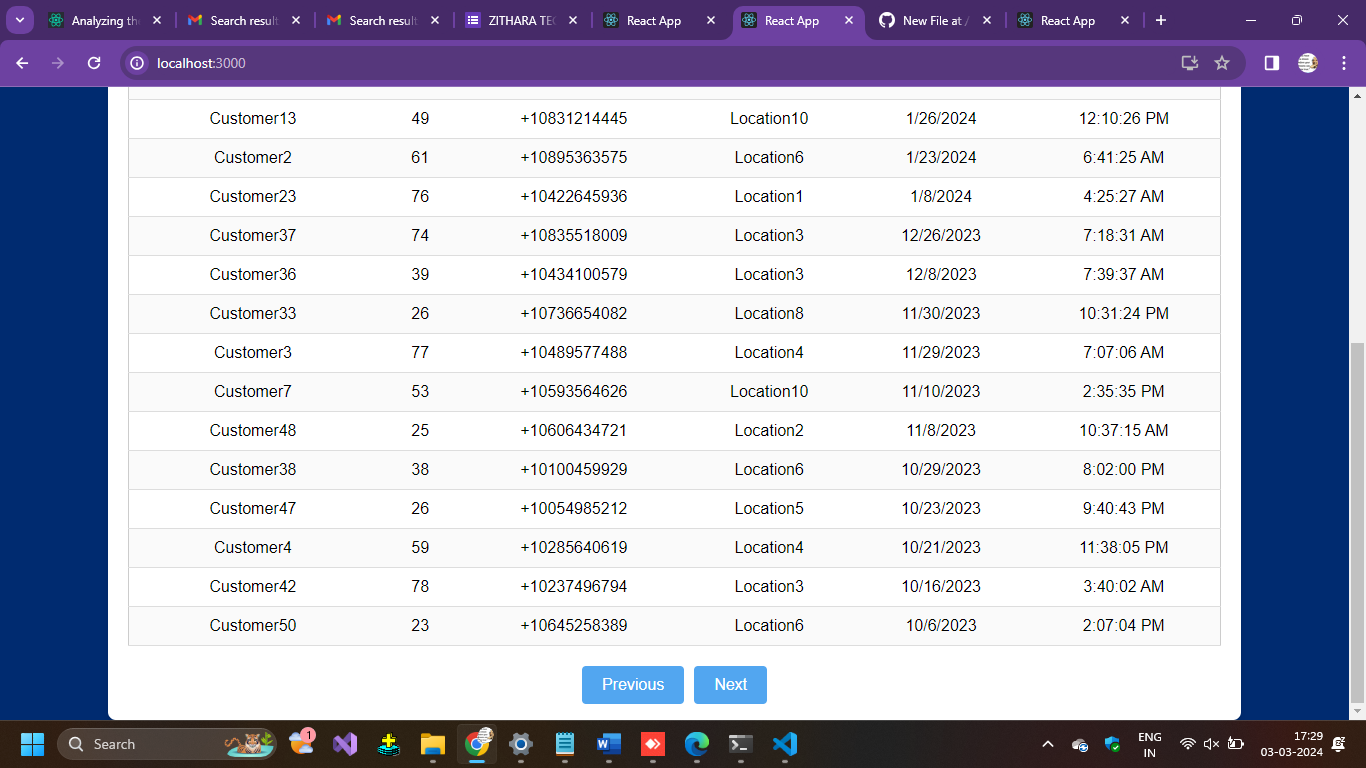 Analyzing the
Search result
Search result
ZITHARA TEC
React App
React App
New File at /
React App
localhost:3000
Customer13 49 +10831214445 Location10 1/26/2024 12:10:26 PM
Customer2 61 +10895363575 Location6 1/23/2024 6:41:25 AM
Customer23 76 +10422645936 Location1 1/8/2024 4:25:27 AM
Customer37 74 +10835518009 Location3 12/26/2023 7:18:31 AM
Customer36 39 +10434100579 Location3 12/8/2023 7:39:37 AM
Customer33 26 +10736654082 Location8 11/30/2023 10:31:24 PM
Customer3 77 +10489577488 Location4 11/29/2023 7:07:06 AM
Customer7 53 +10593564626 Location10 11/10/2023 2:35:35 PM
Customer48 25 +10606434721 Location2 11/8/2023 10:37:15 AM
Customer38 38 +10100459929 Location6 10/29/2023 8:02:00 PM
Customer47 26 +10054985212 Location5 10/23/2023 9:40:43 PM
Customer4 59 +10285640619 Location4 10/21/2023 11:38:05 PM
Customer42 78 +10237496794 Location3 10/16/2023 3:40:02 AM
Customer50 23 +10645258389 Location6 10/6/2023 2:07:04 PM
Previous Next
Search
1
ENG
IN
17:29
03-03-2024